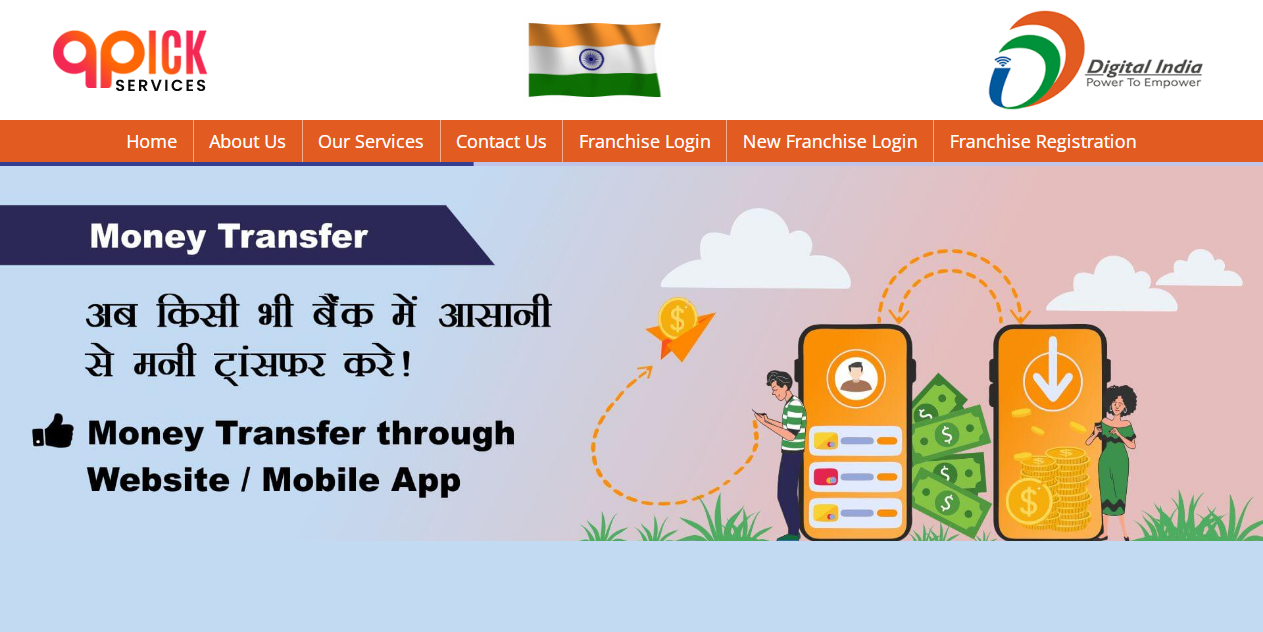 qpICK
SERVICES
Digital India
Power To Empower
Home
About Us
Our Services
Contact Us
Franchise Login
New Franchise Login
Franchise Registration
Money Transfer
अब किसी भी बैंक में आसानी
से मनी ट्रांसफर करे!
Money Transfer through
Website / Mobile App